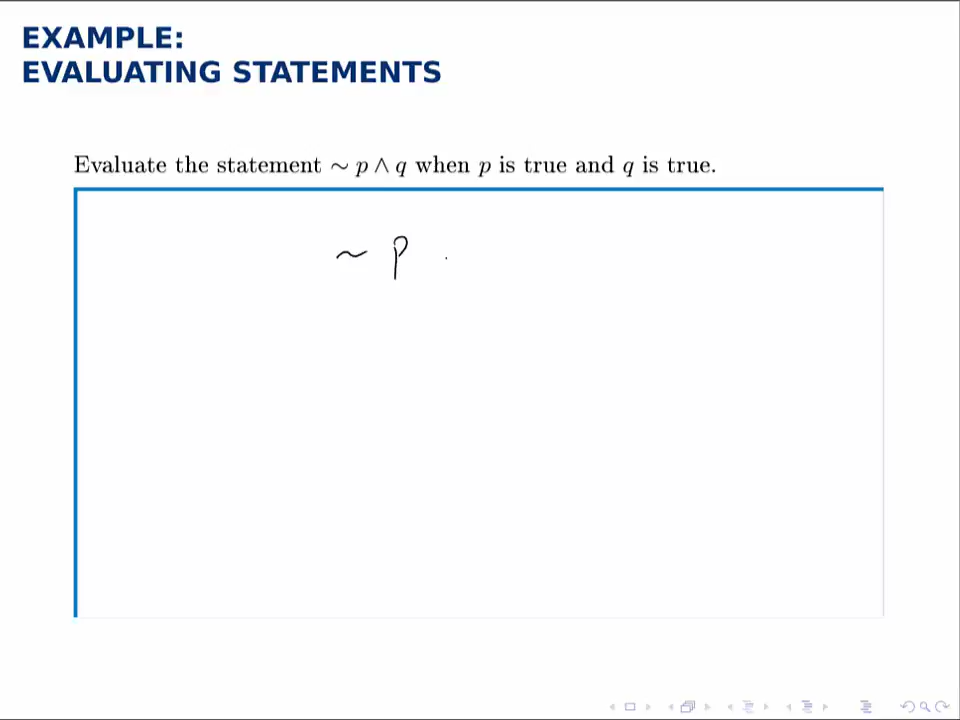 EXAMPLE:
EVALUATING STATEMENTS
Evaluate the statement ∼ p ∧ q when p is true and q is true.
∼ p